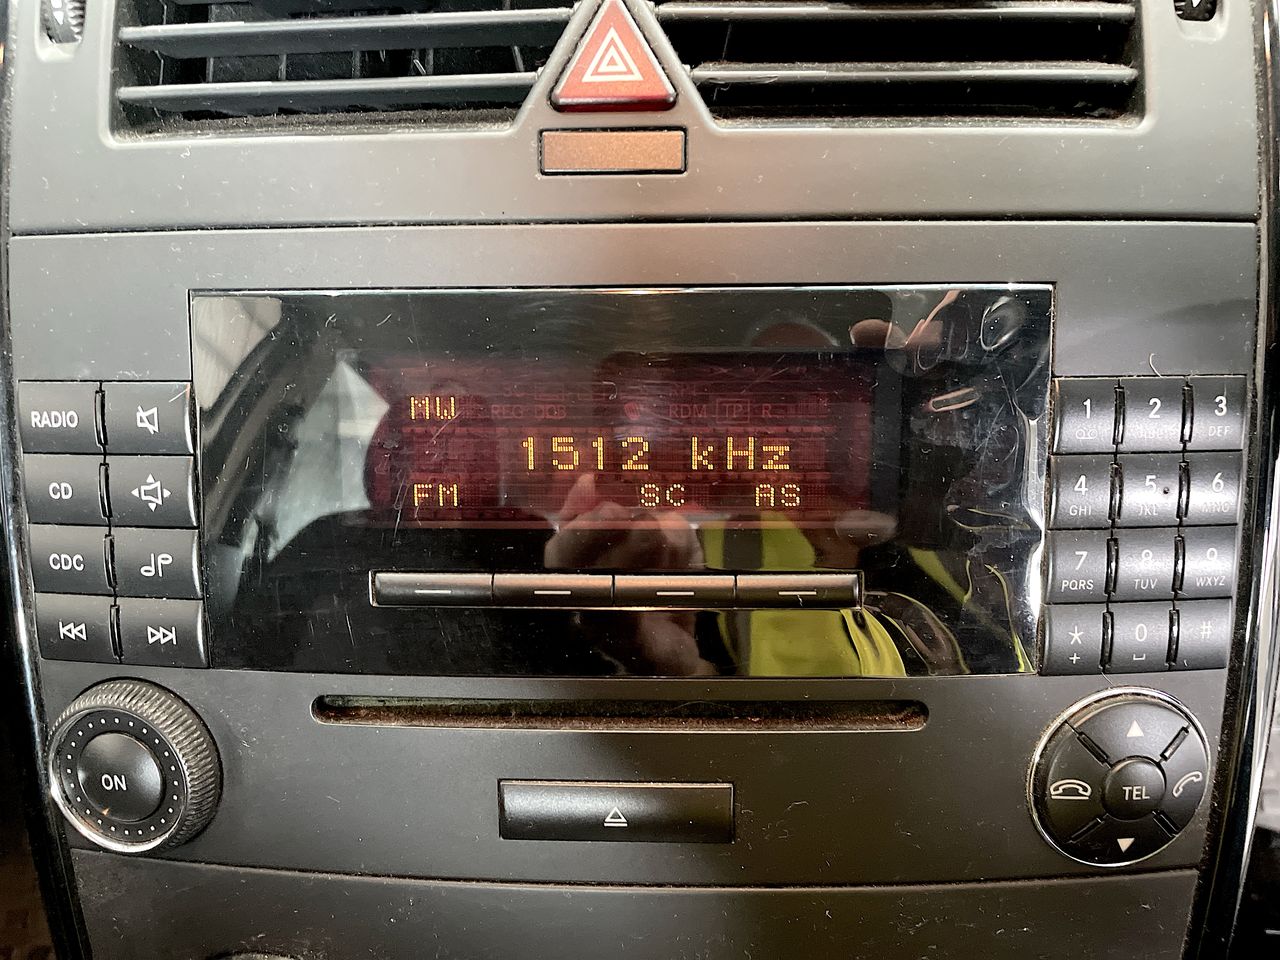 MW
1512 kHz
FM SC AS
RADIO
CD
CDC
ON
1 2 3
DEF
4 5 6
GHI JKL MNO
7 8 9
PQRS TUV WXYZ
* 0 #
+
TEL